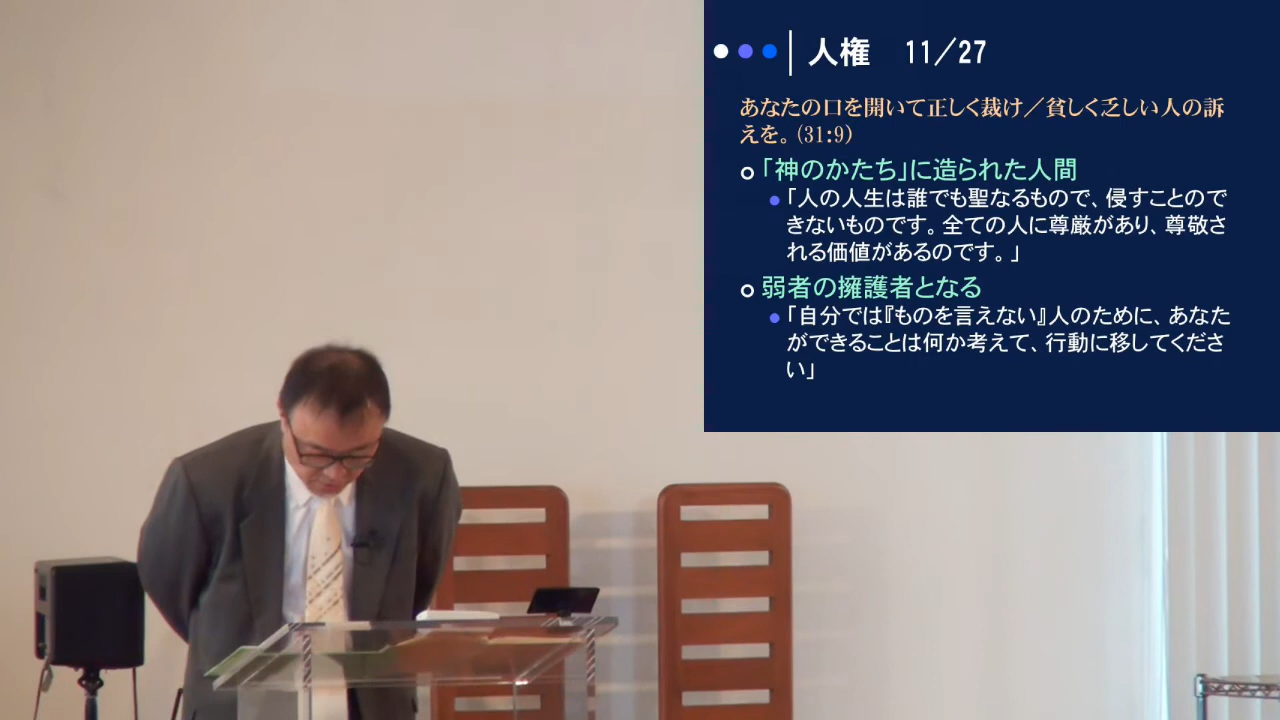 人権 11／27
あなたの口を開いて正しく裁け／貧しく乏しい人の訴
えを。(31:9)
「神のかたち」に造られた人間
「人の人生は誰でも聖なるもので、侵すことので
きないものです。全ての人に尊厳があり、尊敬さ
れる価値があるのです。」
弱者の擁護者となる
「自分では『ものを言えない』人のために、あなた
ができることは何か考えて、行動に移してくださ
い」